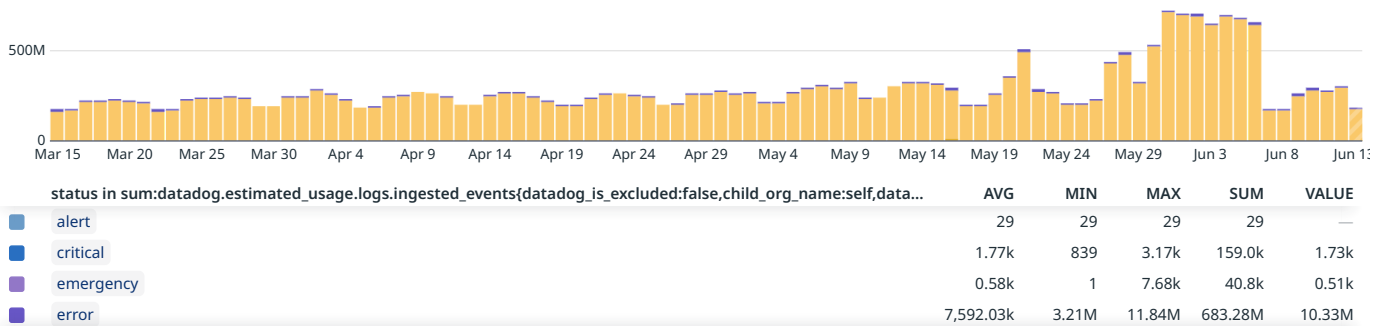 500M
0
Mar 15 Mar 20 Mar 25 Mar 30 Apr 4 Apr 9 Apr 14 Apr 19 Apr 24 Apr 29 May 4 May 9 May 14 May 19 May 24 May 29 Jun 3 Jun 8 Jun 13
status in sum:datadog.estimated_usage.logs.ingested_events{datadog_is_excluded:false,child_org_name:self,data... AVG MIN MAX SUM VALUE
alert 29 29 29 29 —
critical 1.77k 839 3.17k 159.0k 1.73k
emergency 0.58k 1 7.68k 40.8k 0.51k
error 7,592.03k 3.21M 11.84M 683.28M 10.33M